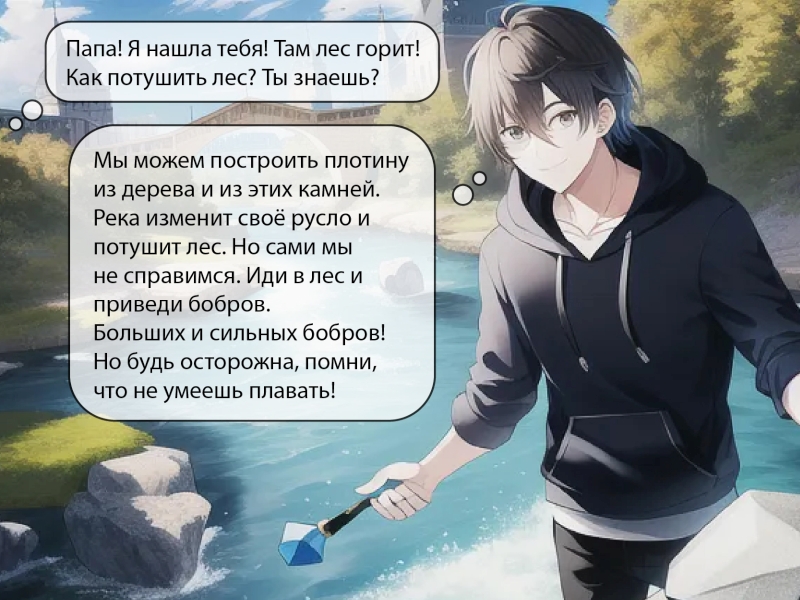 Папа! Я нашла тебя! Там лес горит!
Как потушить лес? Ты знаешь?
Мы можем построить плотину
из дерева и из этих камней.
Река изменит своё русло и
потушит лес. Но сами мы
не справимся. Иди в лес и
приведи бобров.
Больших и сильных бобров!
Но будь осторожна, помни,
что не умеешь плавать!